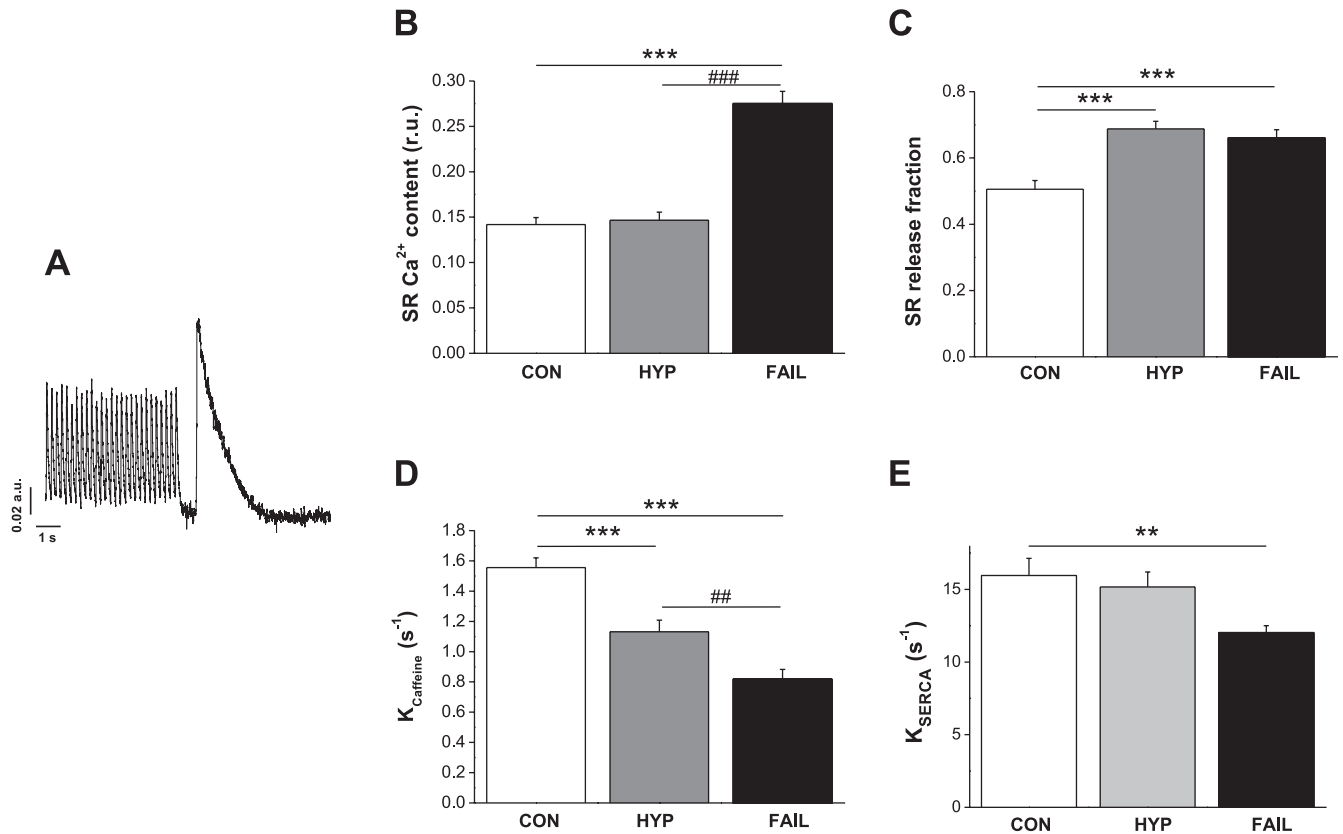 A
0.02 a.u.
1 s
B
***
###
SR Ca²⁺ content (r.u.)
0.30
0.25
0.20
0.15
0.10
0.05
0.00
CON HYP FAIL
C
***
***
SR release fraction
0.8
0.6
0.4
0.2
0.0
CON HYP FAIL
D
***
***
##
K_Caffeine (s⁻¹)
1.8
1.6
1.4
1.2
1.0
0.8
0.6
0.4
0.2
0.0
CON HYP FAIL
E
**
K_SERCA (s⁻¹)
15
12
5
0
CON HYP FAIL